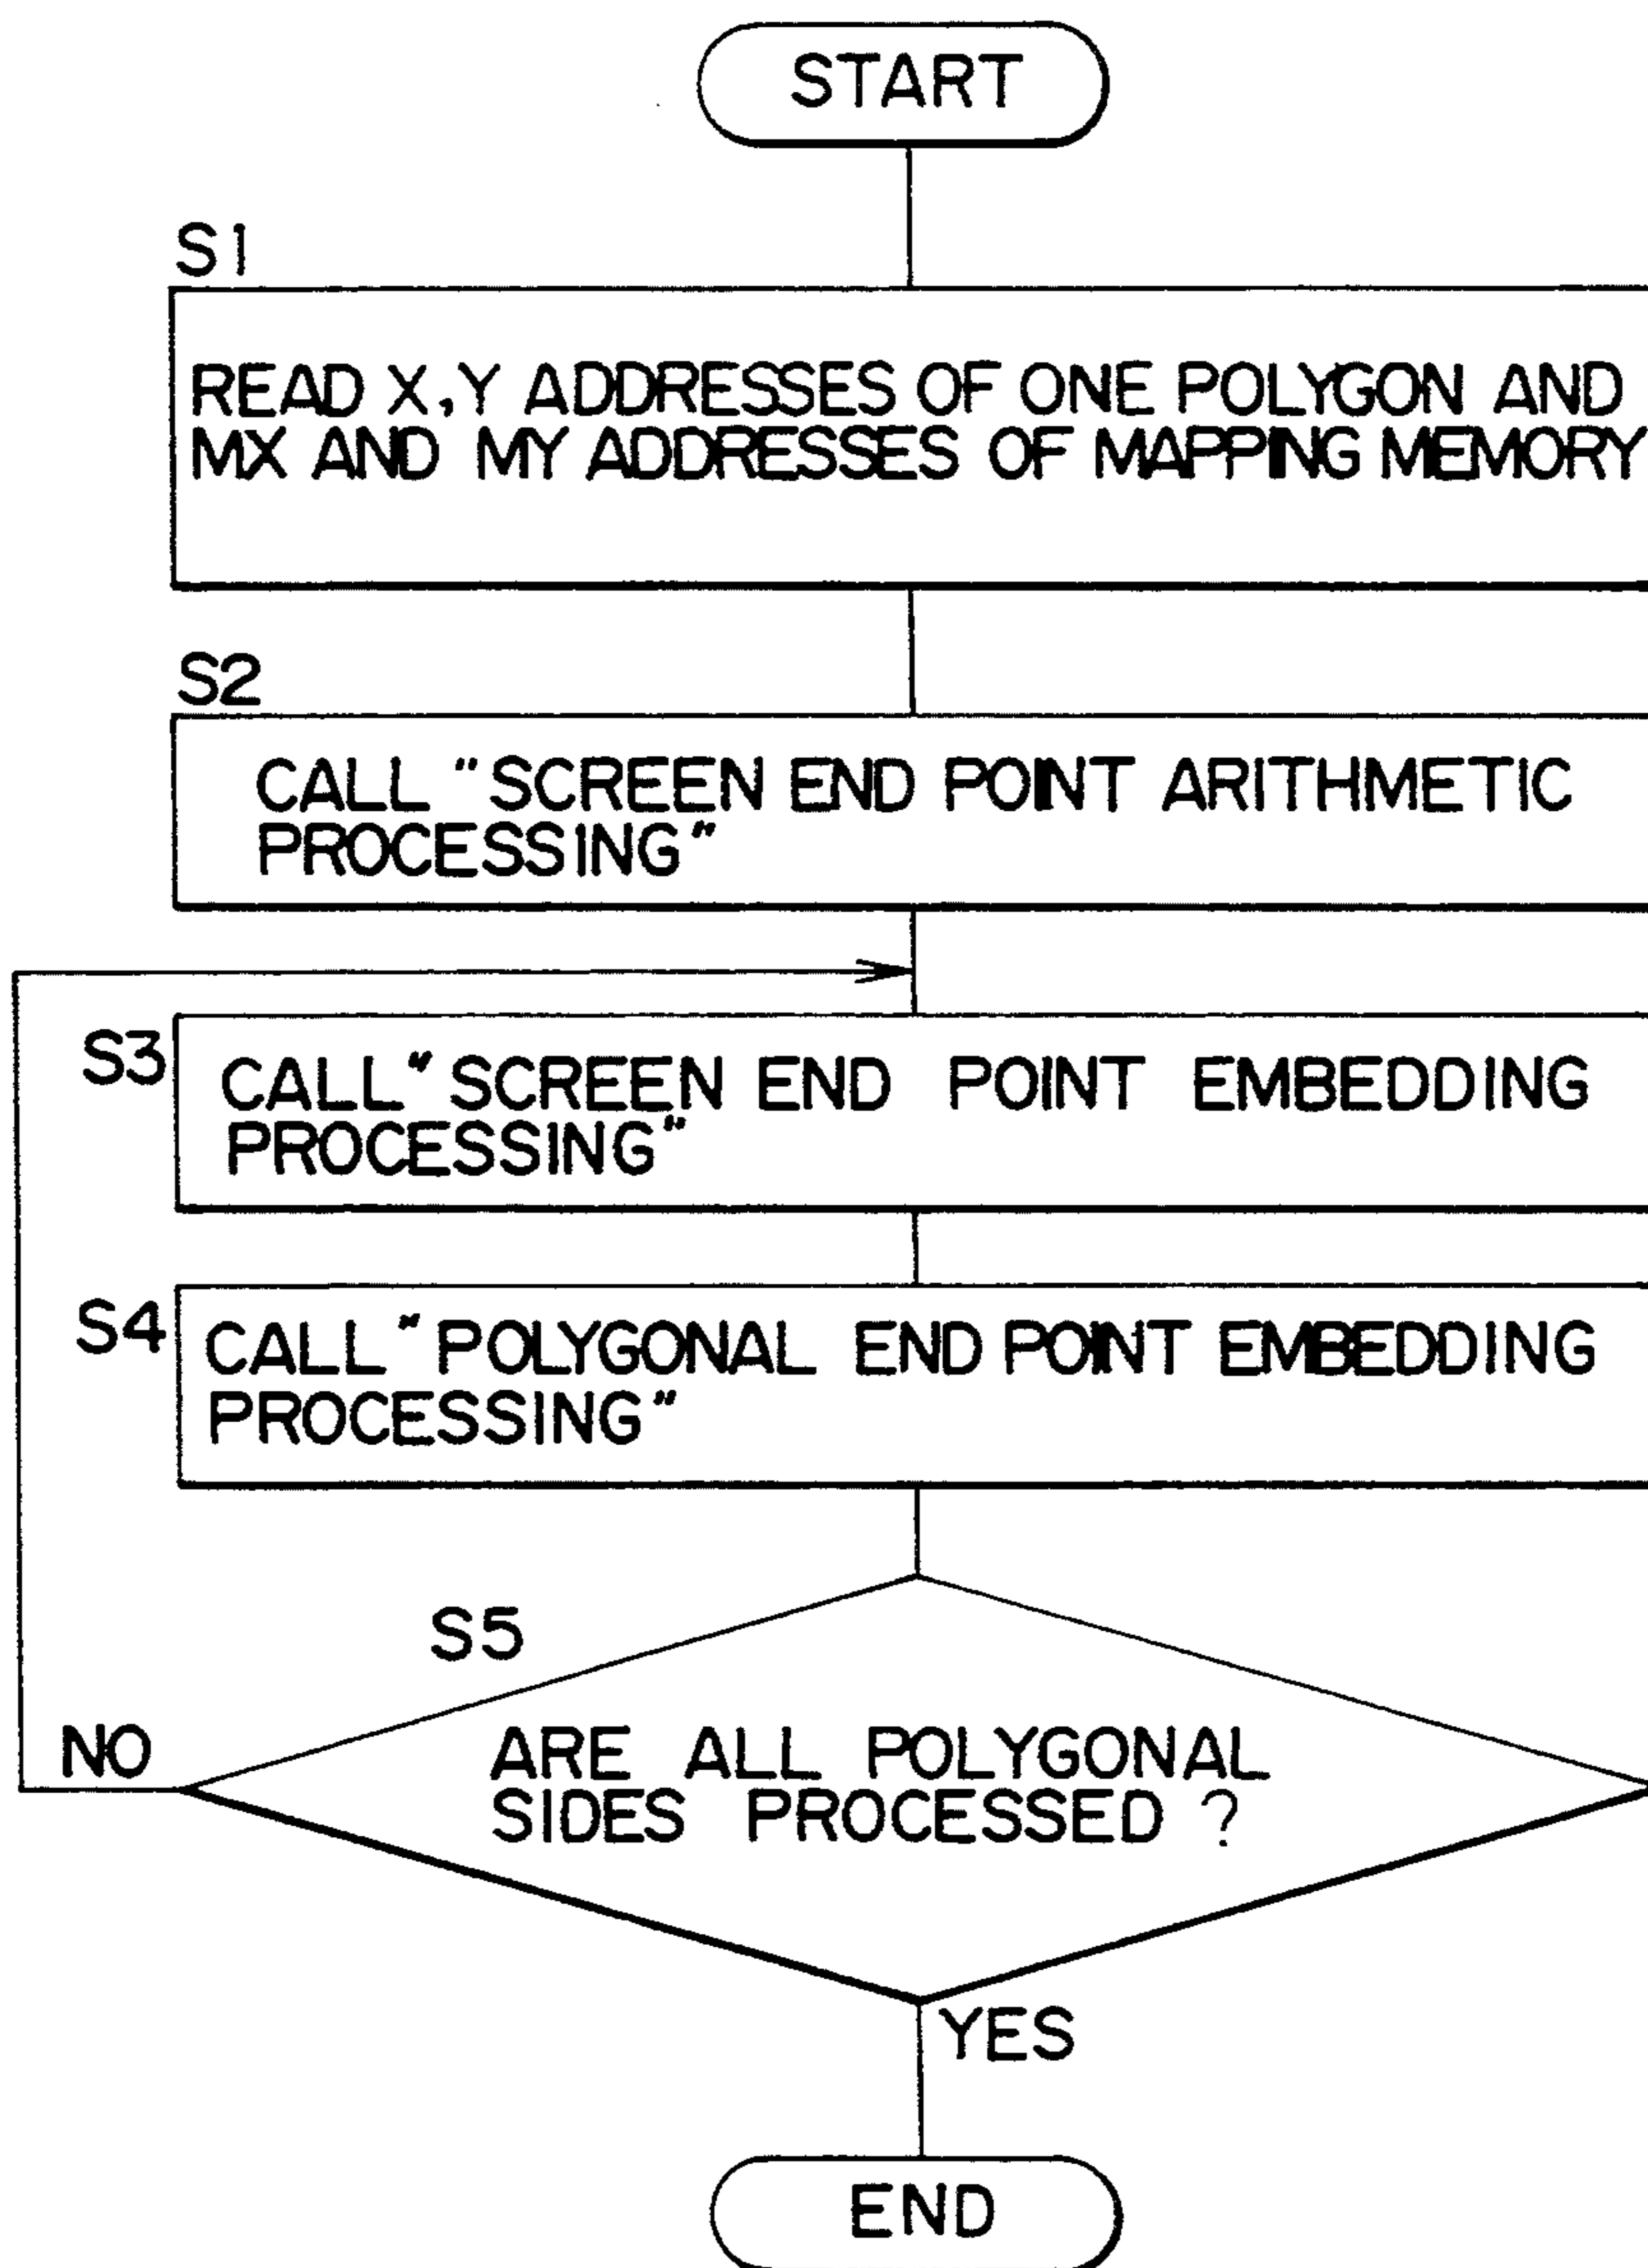 START
S1
READ X,Y ADDRESSES OF ONE POLYGON AND
MX AND MY ADDRESSES OF MAPPING MEMORY
S2
CALL "SCREEN END POINT ARITHMETIC
PROCESSING"
S3
CALL "SCREEN END POINT EMBEDDING
PROCESSING"
S4
CALL "POLYGONAL END POINT EMBEDDING
PROCESSING"
S5
NO
ARE ALL POLYGONAL
SIDES PROCESSED ?
YES
END